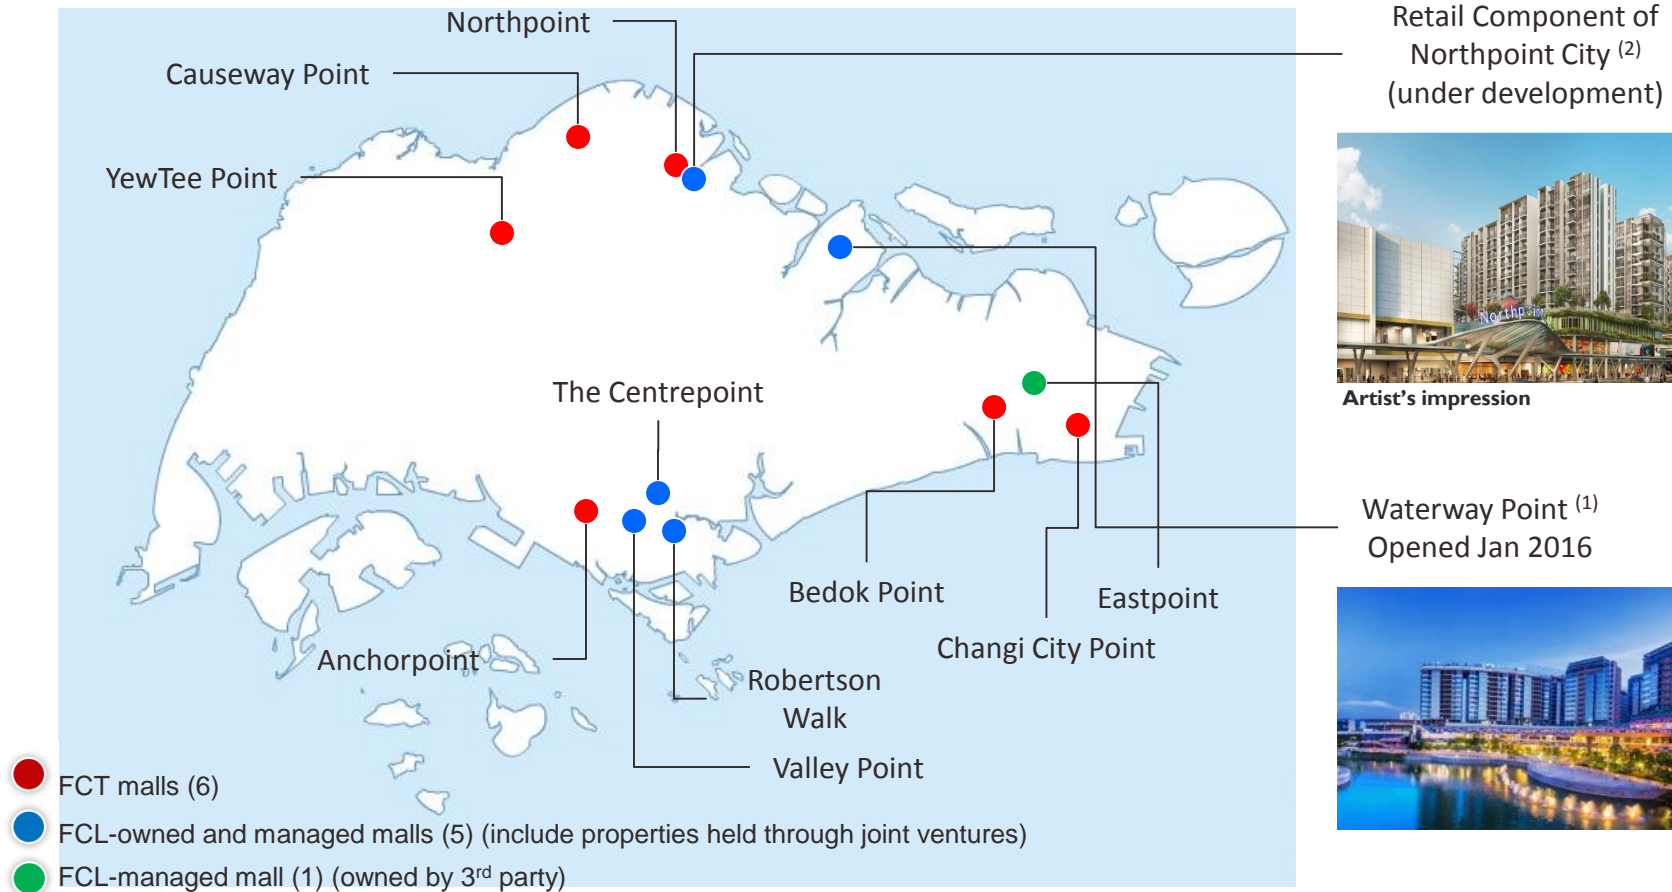 Northpoint
Causeway Point
YewTee Point
The Centrepoint
Bedok Point
Eastpoint
Changi City Point
Anchorpoint
Robertson
Walk
Valley Point
Retail Component of
Northpoint City (2)
(under development)
Northpoint
Artist's impression
Waterway Point (1)
Opened Jan 2016
FCT malls (6)
FCL-owned and managed malls (5) (include properties held through joint ventures)
FCL-managed mall (1) (owned by 3rd party)